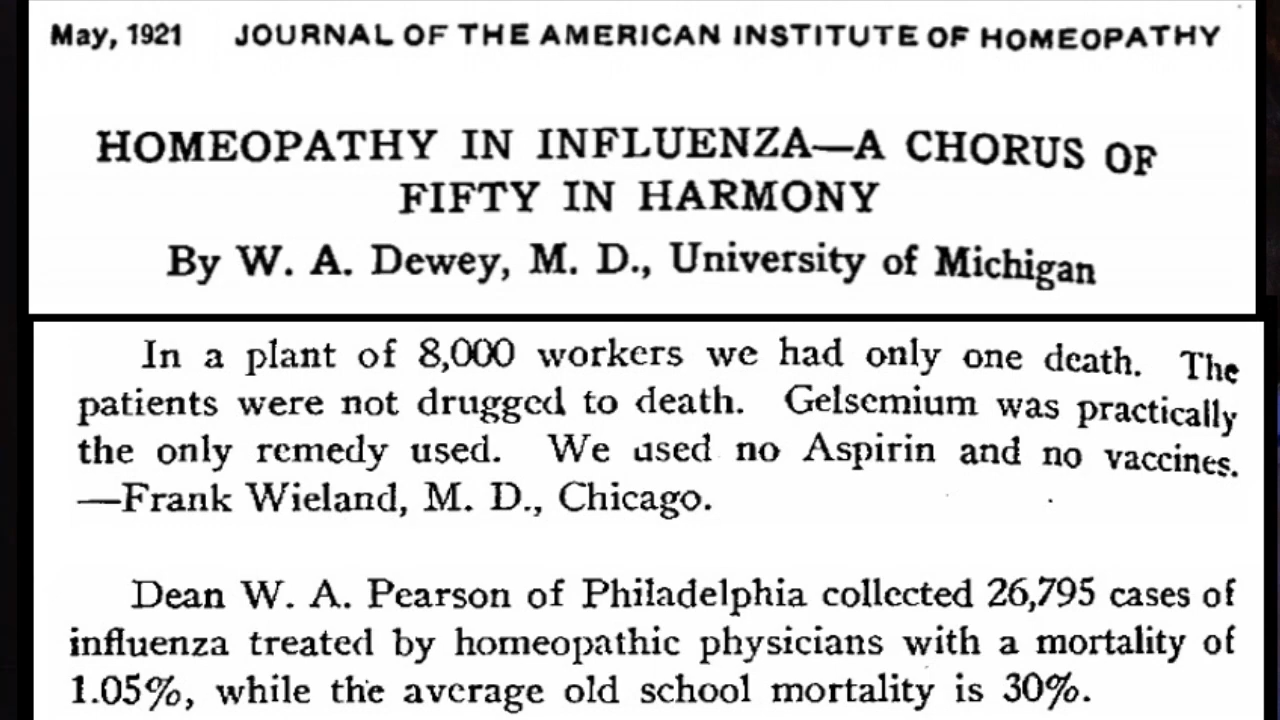 May, 1921 JOURNAL OF THE AMERICAN INSTITUTE OF HOMEOPATHY
HOMEOPATHY IN INFLUENZA—A CHORUS OF
FIFTY IN HARMONY
By W. A. Dewey, M. D., University of Michigan
In a plant of 8,000 workers we had only one death. The
patients were not drugged to death. Gelsemium was practically
the only remedy used. We used no Aspirin and no vaccines.
—Frank Wieland, M. D., Chicago.
Dean W. A. Pearson of Philadelphia collected 26,795 cases of
influenza treated by homeopathic physicians with a mortality of
1.05%, while the average old school mortality is 30%.